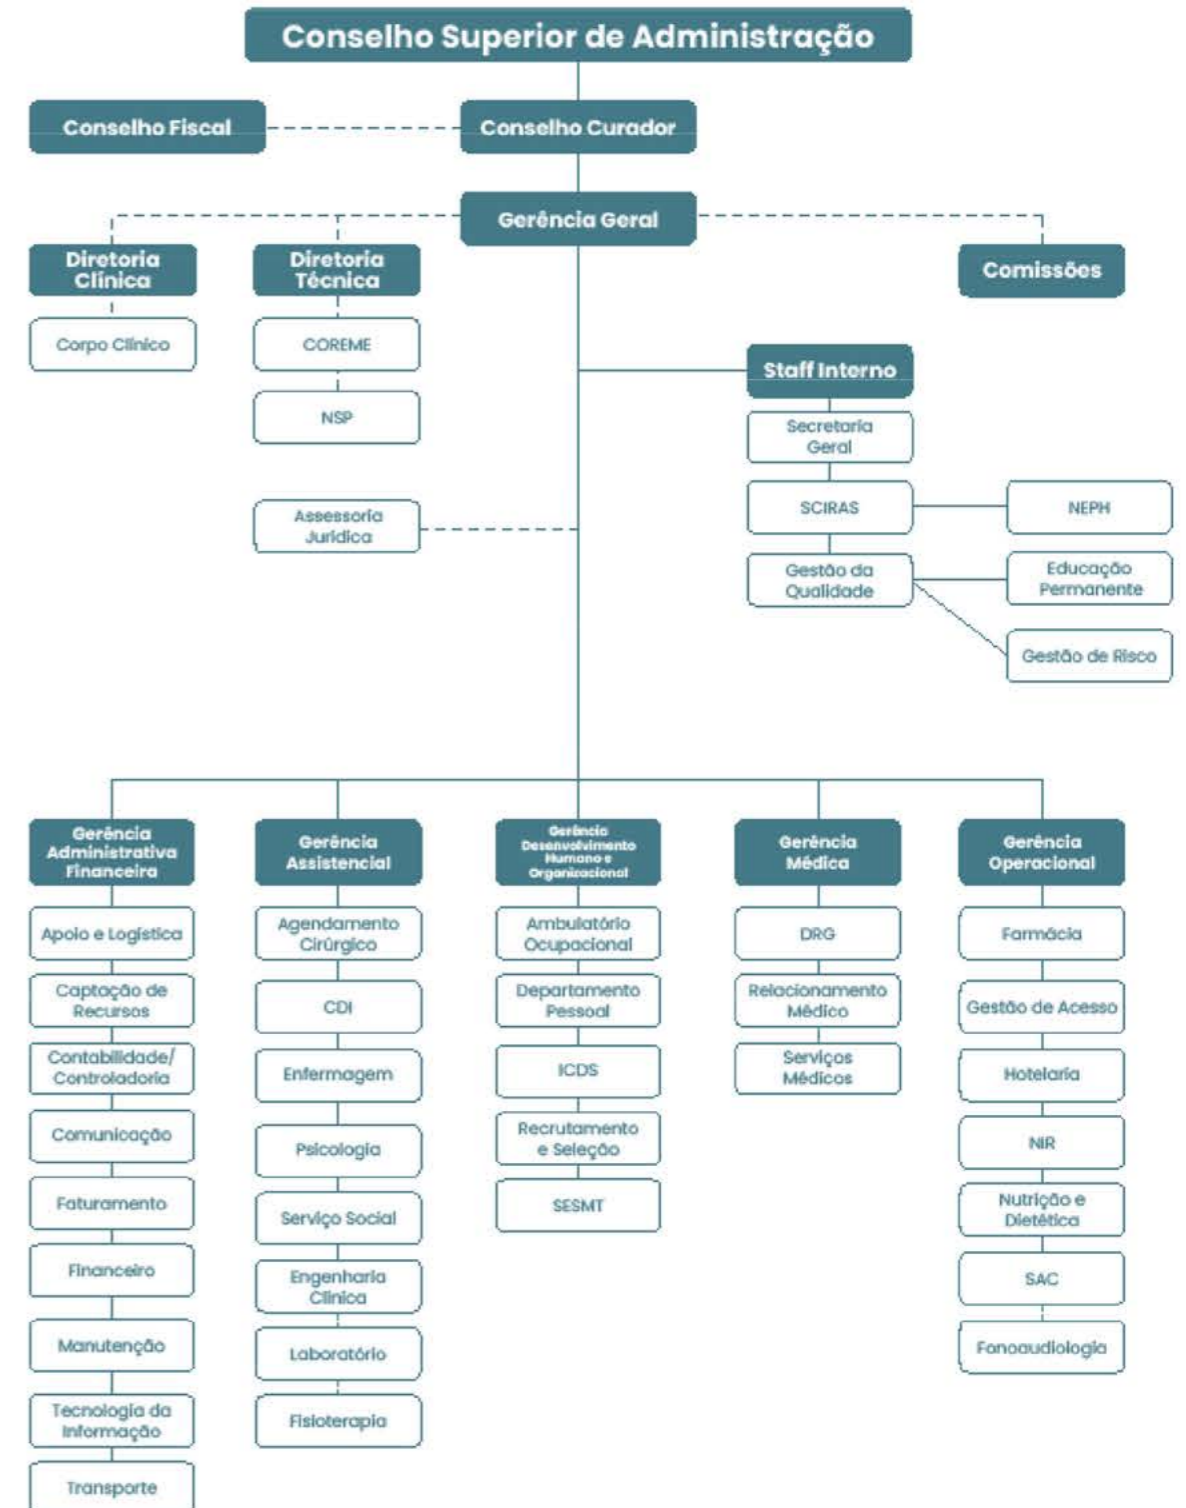 Conselho Superior de Administração
Conselho Fiscal
Conselho Curador
Gerência Geral
Diretoria
Clínica
Diretoria
Técnica
Comissões
Corpo Clínico
COREME
NSP
Staff Interno
Secretaria
Geral
SCIRAS
NEPH
Assessoria
Jurídica
Gestão da
Qualidade
Educação
Permanente
Gestão de Risco
Gerência
Administrativa
Financeira
Apoio e Logística
Captação de
Recursos
Contabilidade/
Controladoria
Comunicação
Faturamento
Financeiro
Manutenção
Tecnologia da
Informação
Transporte
Gerência
Assistencial
Agendamento
Cirúrgico
CDI
Enfermagem
Psicologia
Serviço Social
Engenharia
Clínica
Laboratório
Fisioterapia
Gerência
Desenvolvimento
Humano e
Organizacional
Ambulatório
Ocupacional
Departamento
Pessoal
ICDS
Recrutamento
e Seleção
SESMT
Gerência
Médica
DRG
Relacionamento
Médico
Serviços
Médicos
Gerência
Operacional
Farmácia
Gestão de Acesso
Hotelaria
NIR
Nutrição e
Dietética
SAC
Fonoaudiologia